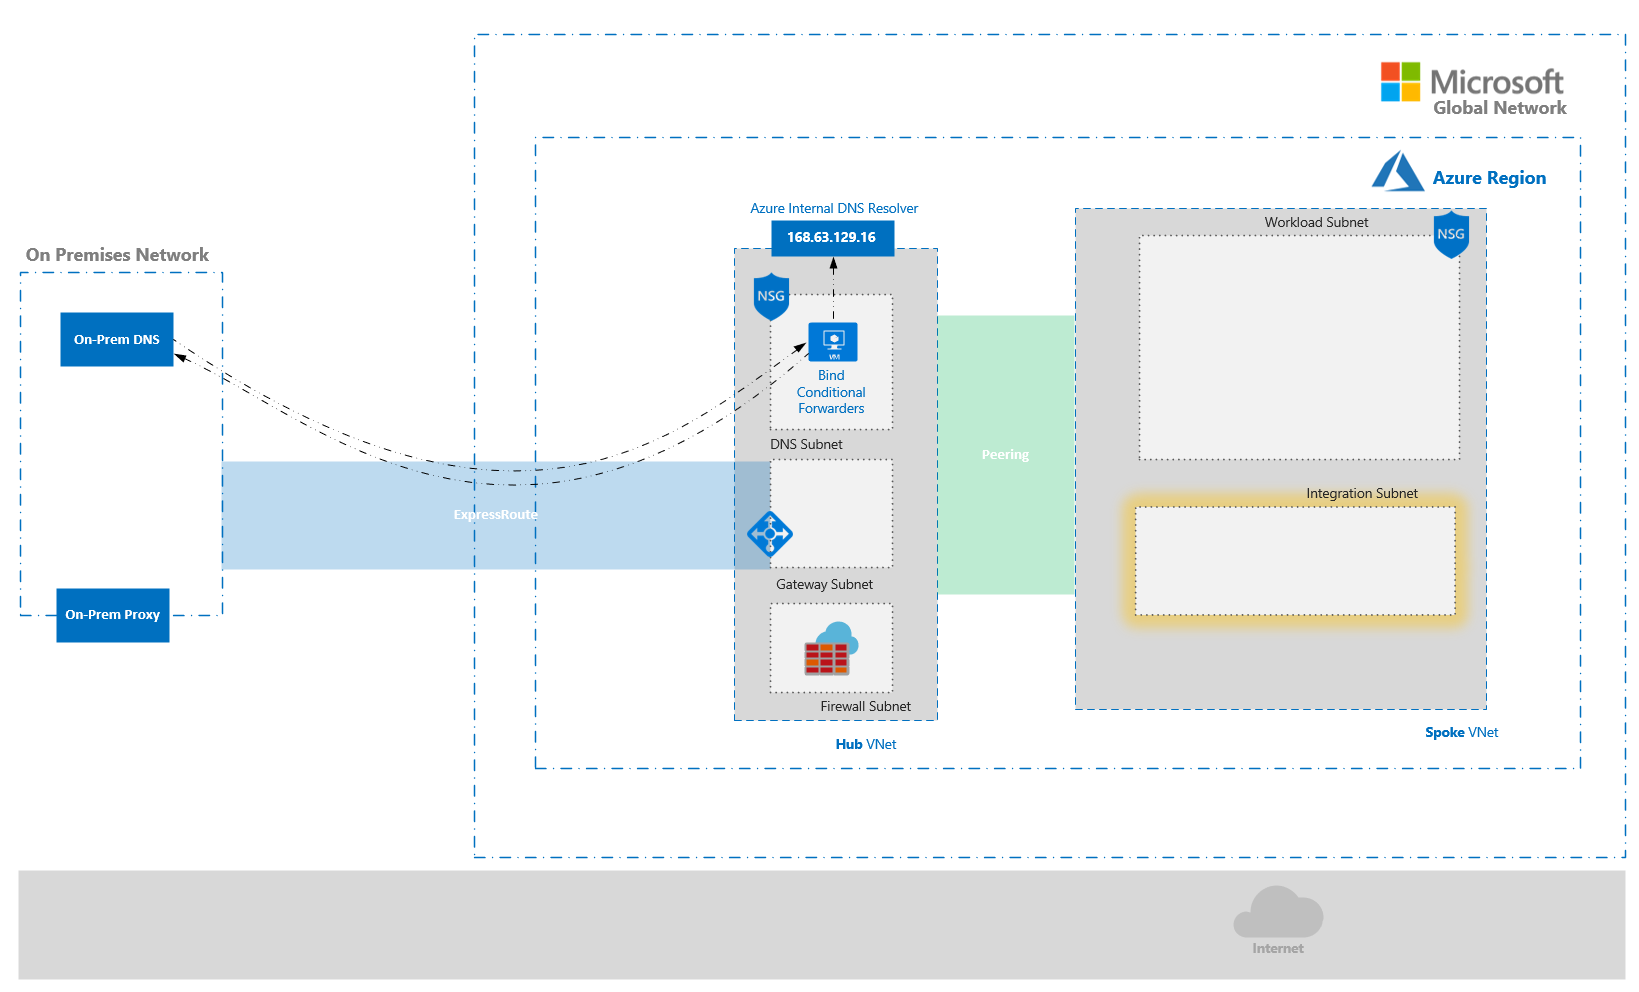 Microsoft
Global Network
Azure Region
Azure Internal DNS Resolver
168.63.129.16
Workload Subnet
NSG
On Premises Network
NSG
On-Prem DNS
VM
Bind
Conditional
Forwarders
DNS Subnet
Peering
Integration Subnet
ExpressRoute
Gateway Subnet
On-Prem Proxy
Firewall Subnet
Hub VNet
Spoke VNet
Internet